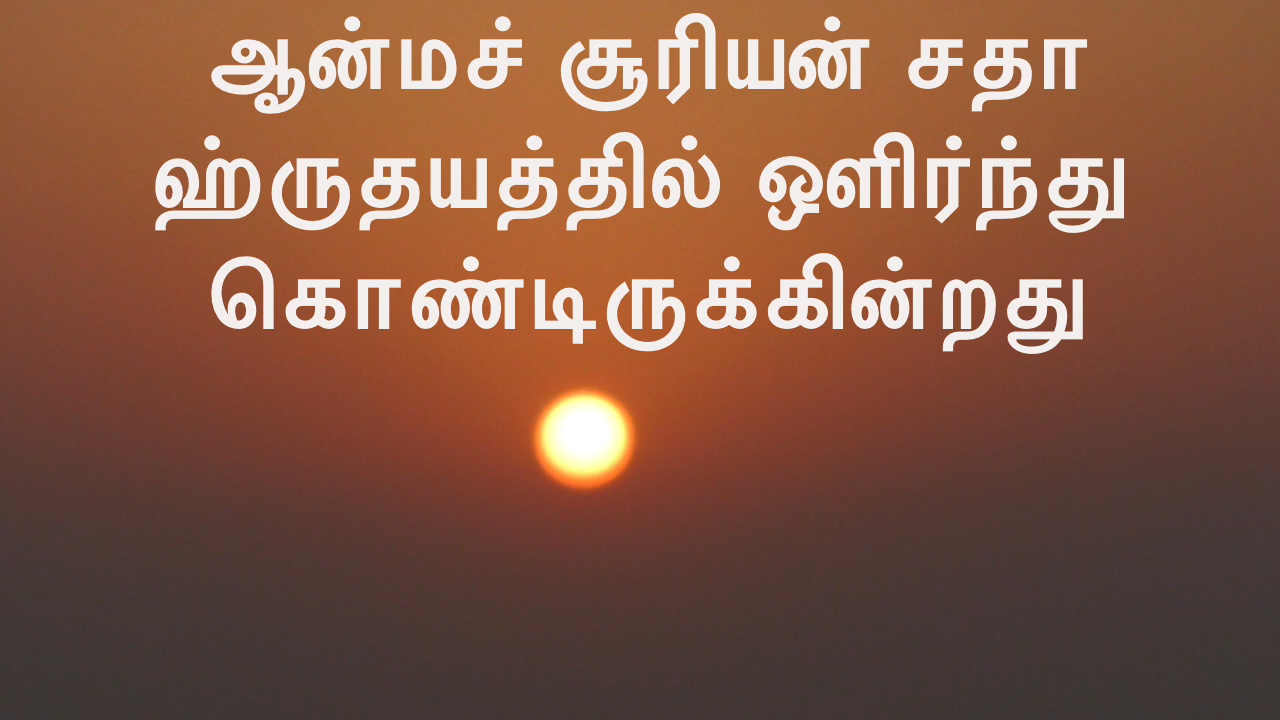 ஆன்மச் சூரியன் சதா
ஹ்ருதயத்தில் ஒளிர்ந்து
கொண்டிருக்கின்றது